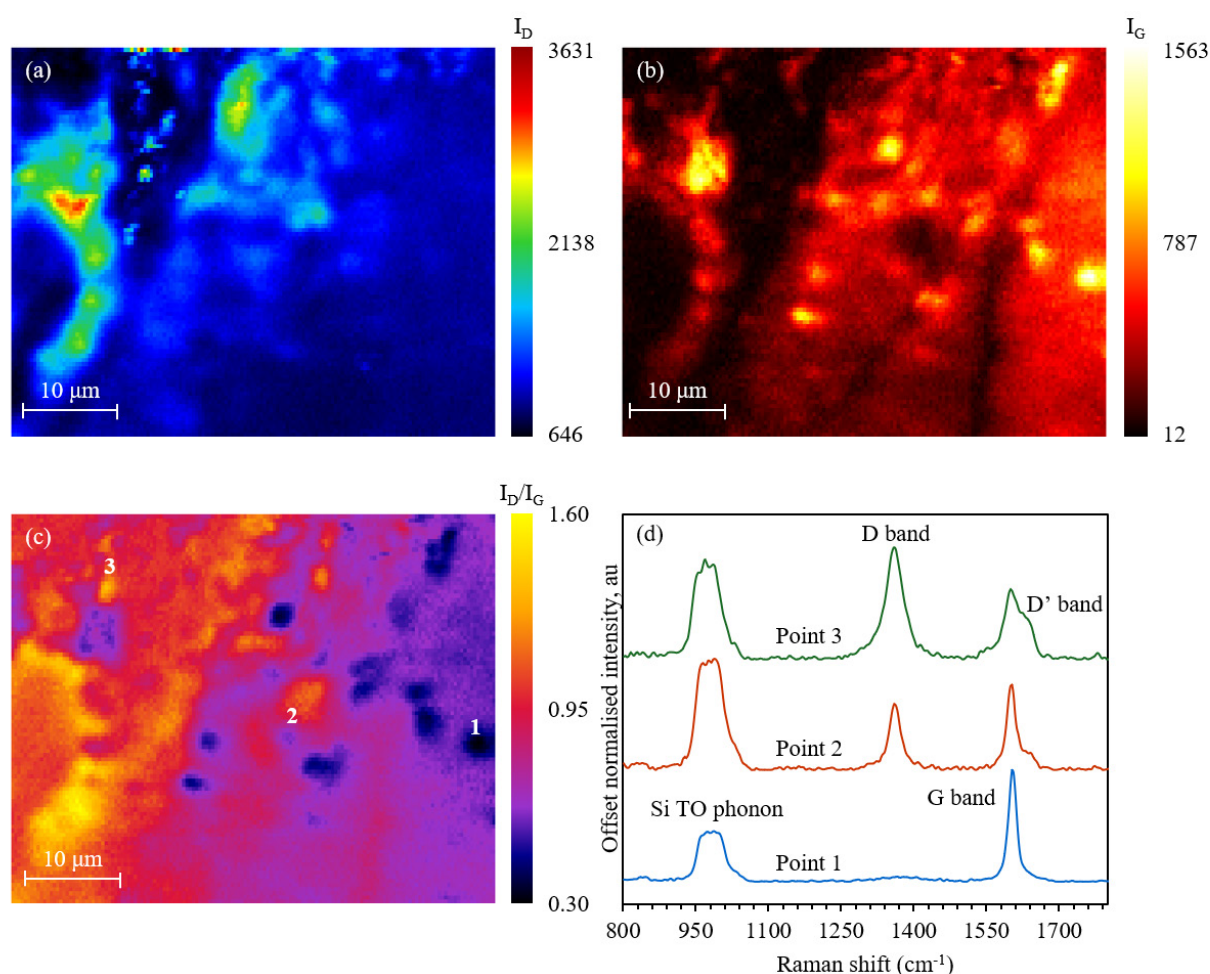 I_D
(a)
3631
2138
646
10 μm
I_G
(b)
1563
787
12
10 μm
I_D/I_G
(c)
1.60
0.95
0.30
3
2
1
10 μm
(d)
D band
D’ band
Point 3
Point 2
Si TO phonon
G band
Point 1
Offset normalised intensity, au
800 950 1100 1250 1400 1550 1700
Raman shift (cm⁻¹)